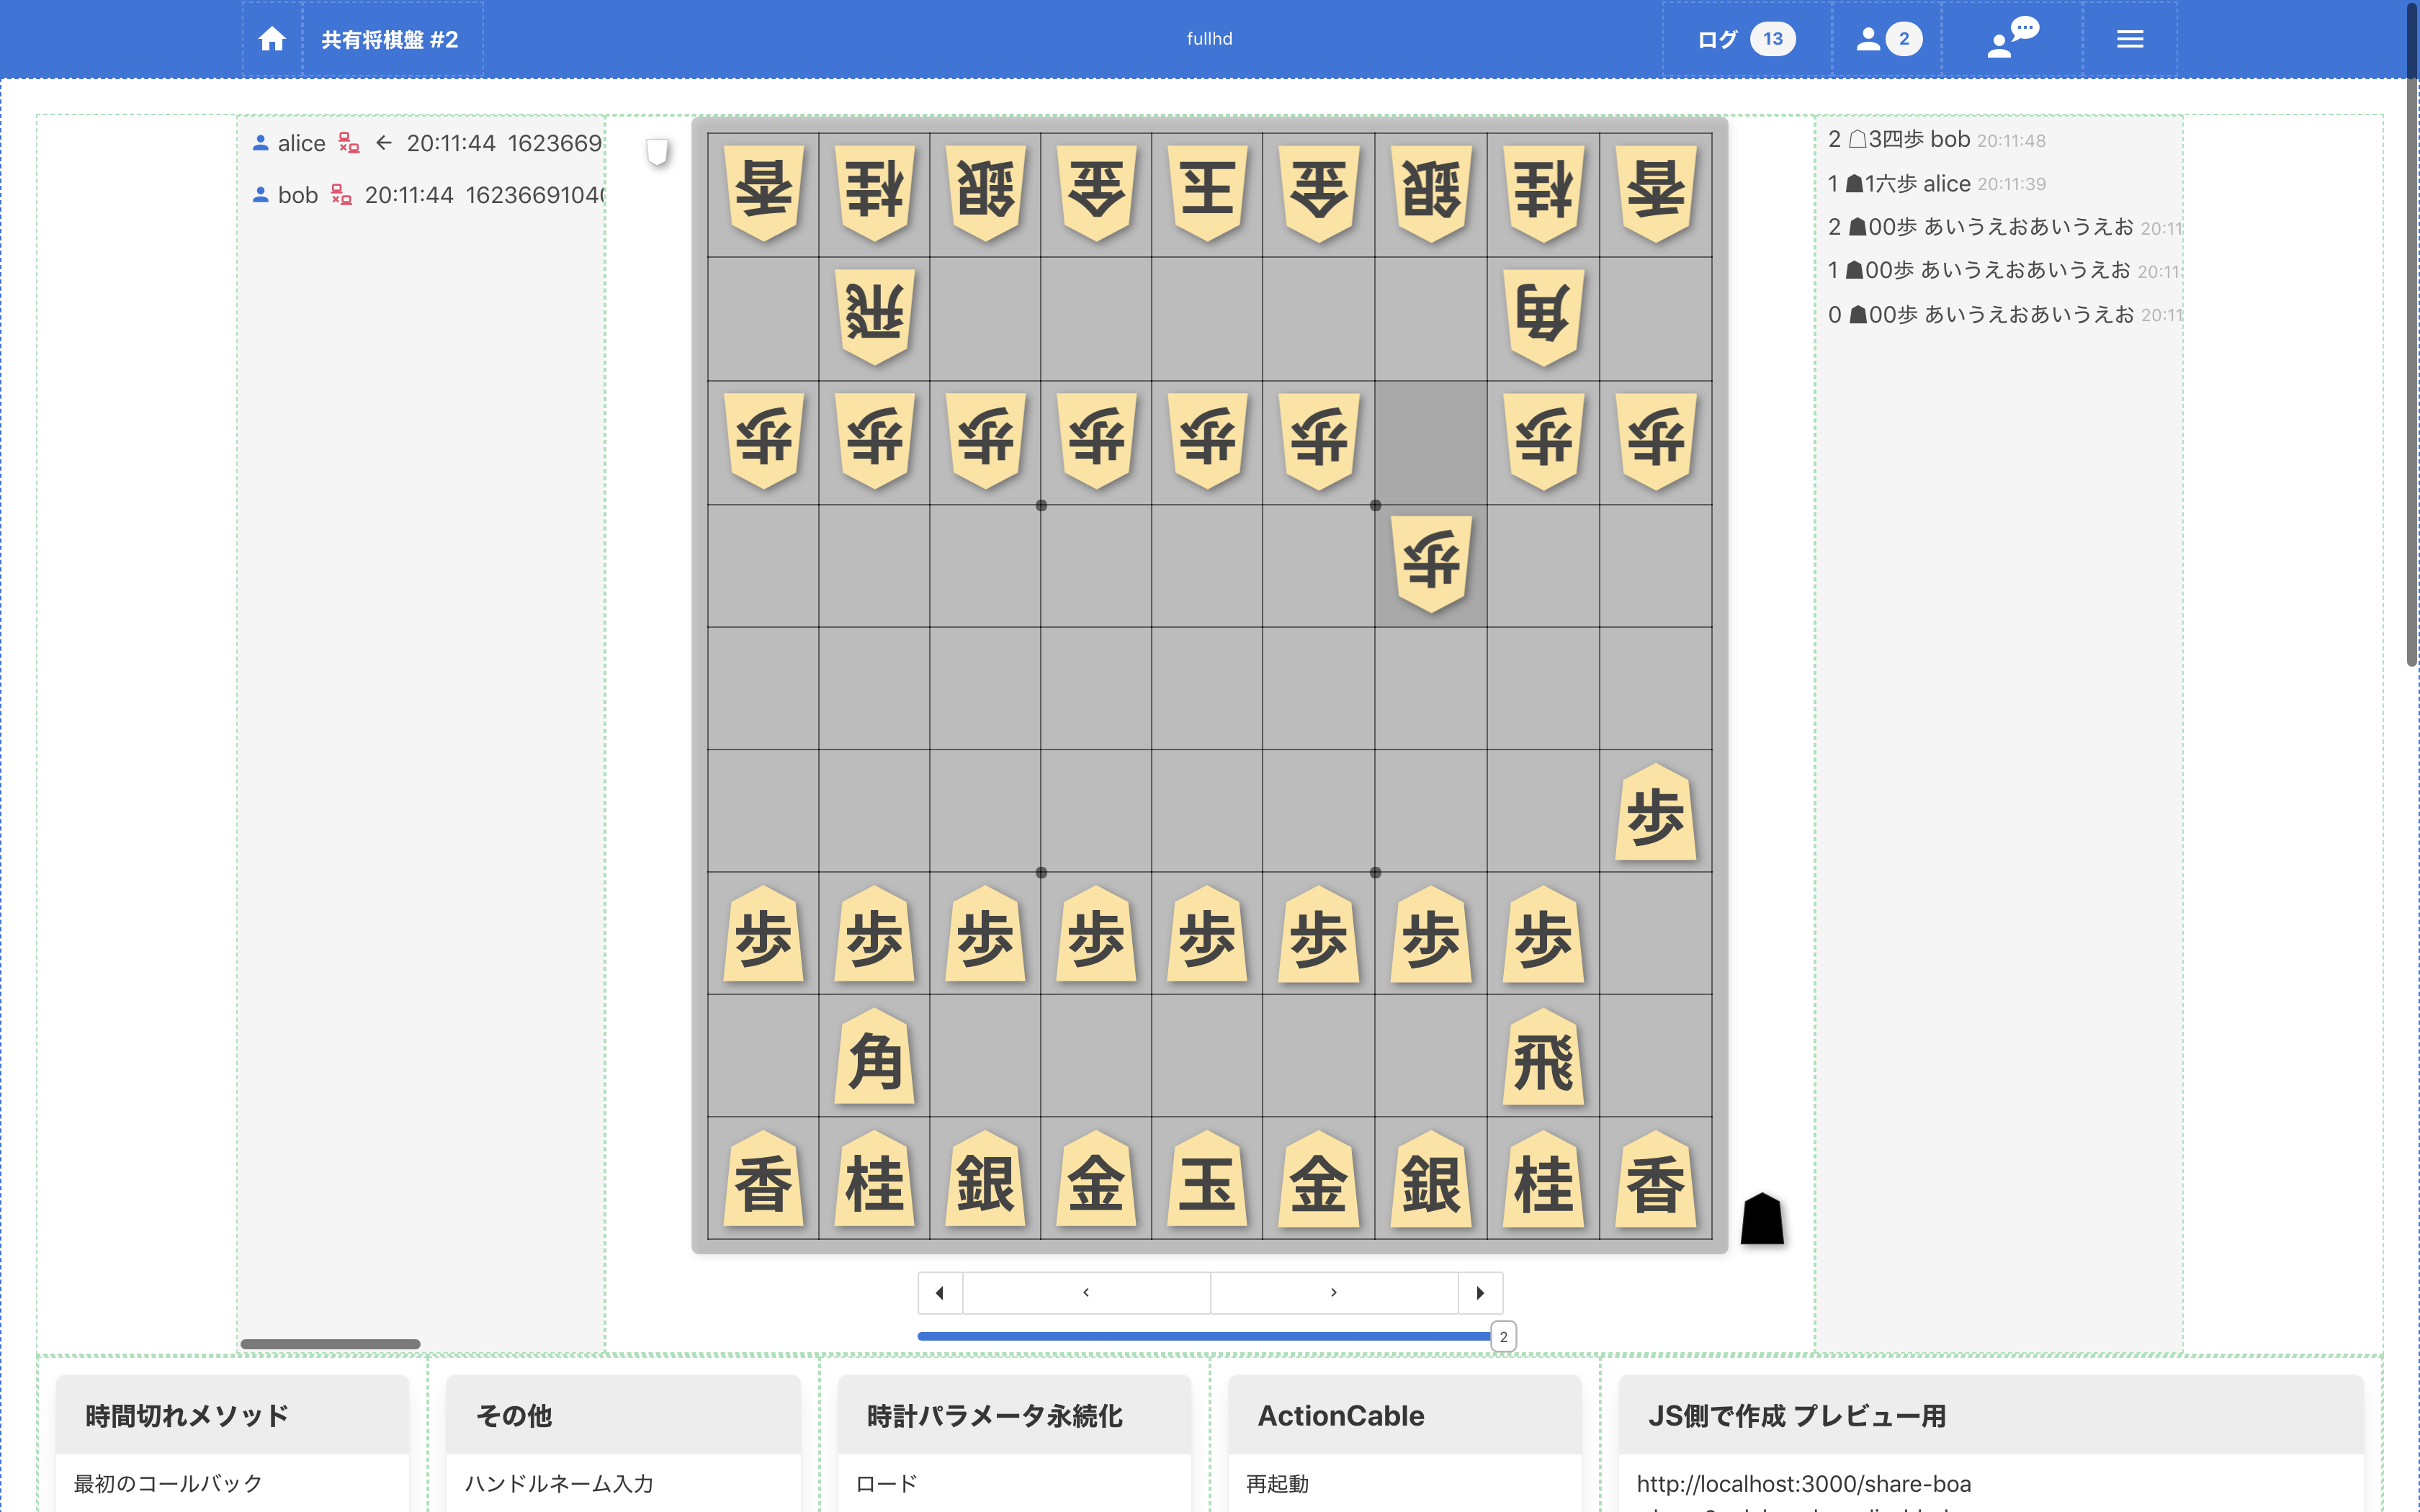 共有将棋盤 #2
fullhd
ログ 13
2
alice ← 20:11:44 1623669
bob 20:11:44 1623669104
2 ☖3四歩 bob 20:11:48
1 ☗1六歩 alice 20:11:39
2 ☗00歩 あいうえおあいうえお 20:11
1 ☗00歩 あいうえおあいうえお 20:11:
0 ☗00歩 あいうえおあいうえお 20:11
香 桂 銀 金 玉 金 銀 桂 香
飛 角
歩 歩 歩 歩 歩 歩 歩 歩
歩
歩
歩 歩 歩 歩 歩 歩 歩 歩
角 飛
香 桂 銀 金 玉 金 銀 桂 香
2
時間切れメソッド
最初のコールバック
その他
ハンドルネーム入力
時計パラメータ永続化
ロード
ActionCable
再起動
JS側で作成 プレビュー用
http://localhost:3000/share-boa